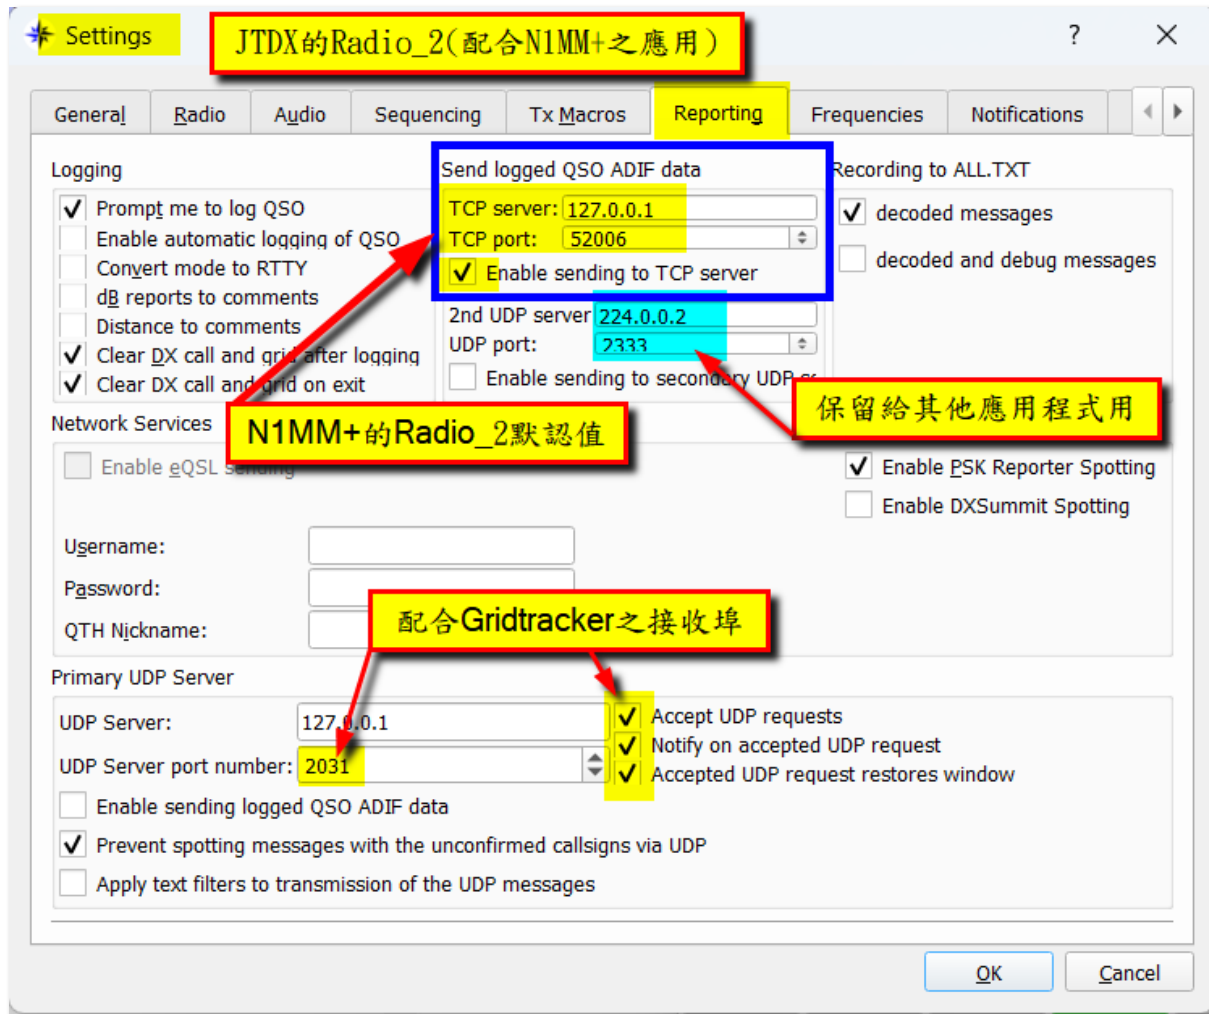 Settings
JTDX的Radio_2(配合N1MM+之應用)
?
General
Radio
Audio
Sequencing
Tx Macros
Reporting
Frequencies
Notifications
Logging
Prompt me to log QSO
Enable automatic logging of QSO
Convert mode to RTTY
dB reports to comments
Distance to comments
Clear DX call and grid after logging
Clear DX call and grid on exit
Send logged QSO ADIF data
TCP server: 127.0.0.1
TCP port: 52006
Enable sending to TCP server
2nd UDP server 224.0.0.2
UDP port: 2333
Enable sending to secondary UDP
Recording to ALL.TXT
decoded messages
decoded and debug messages
保留給其他應用程式用
N1MM+的Radio_2默認值
Network Services
Enable eQSL sending
Enable PSK Reporter Spotting
Enable DXSummit Spotting
Username:
Password:
QTH Nickname:
配合Gridtracker之接收埠
Primary UDP Server
UDP Server: 127.0.0.1
UDP Server port number: 2031
Accept UDP requests
Notify on accepted UDP request
Accepted UDP request restores window
Enable sending logged QSO ADIF data
Prevent spotting messages with the unconfirmed callsigns via UDP
Apply text filters to transmission of the UDP messages
OK
Cancel